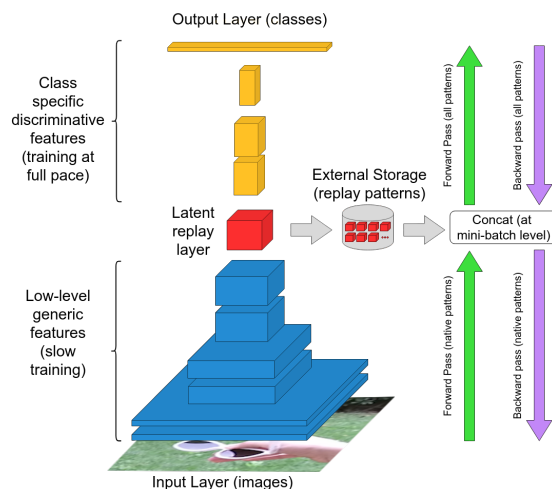 Output Layer (classes)
Class
specific
discriminative
features
(training at
full pace)
Forward Pass (all patterns)
Backward pass (all patterns)
External Storage
(replay patterns)
Latent
replay
layer
...
Concat (at
mini-batch level)
Low-level
generic
features
(slow
training)
Forward Pass (native patterns)
Backward pass (native patterns)
Input Layer (images)